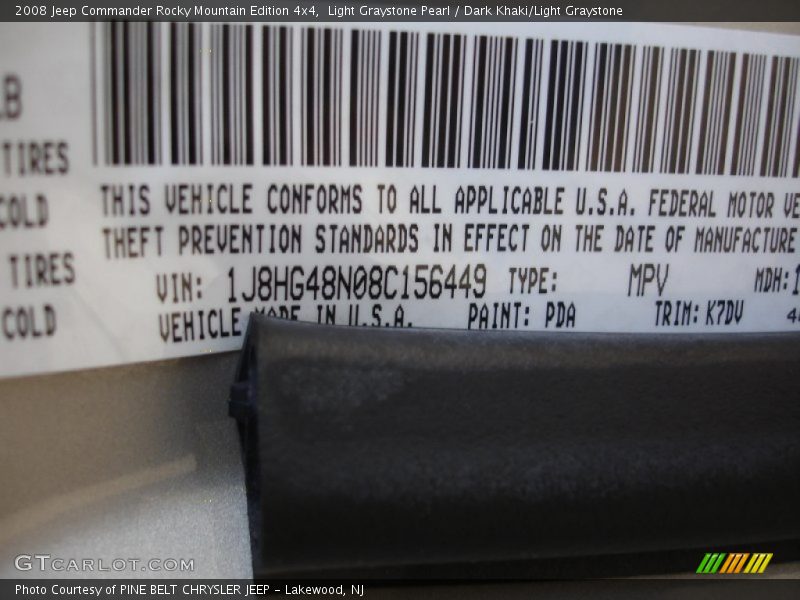 2008 Jeep Commander Rocky Mountain Edition 4x4, Light Graystone Pearl / Dark Khaki/Light Graystone
TIRES
COLD
TIRES
COLD
THIS VEHICLE CONFORMS TO ALL APPLICABLE U.S.A. FEDERAL MOTOR VE
THEFT PREVENTION STANDARDS IN EFFECT ON THE DATE OF MANUFACTURE
VIN: 1J8HG48N08C156449 TYPE: MPV MDH:1
VEHICLE MADE IN U.S.A. PAINT: PDA TRIM: K7DV
GTCARLOT.COM
Photo Courtesy of PINE BELT CHRYSLER JEEP - Lakewood, NJ